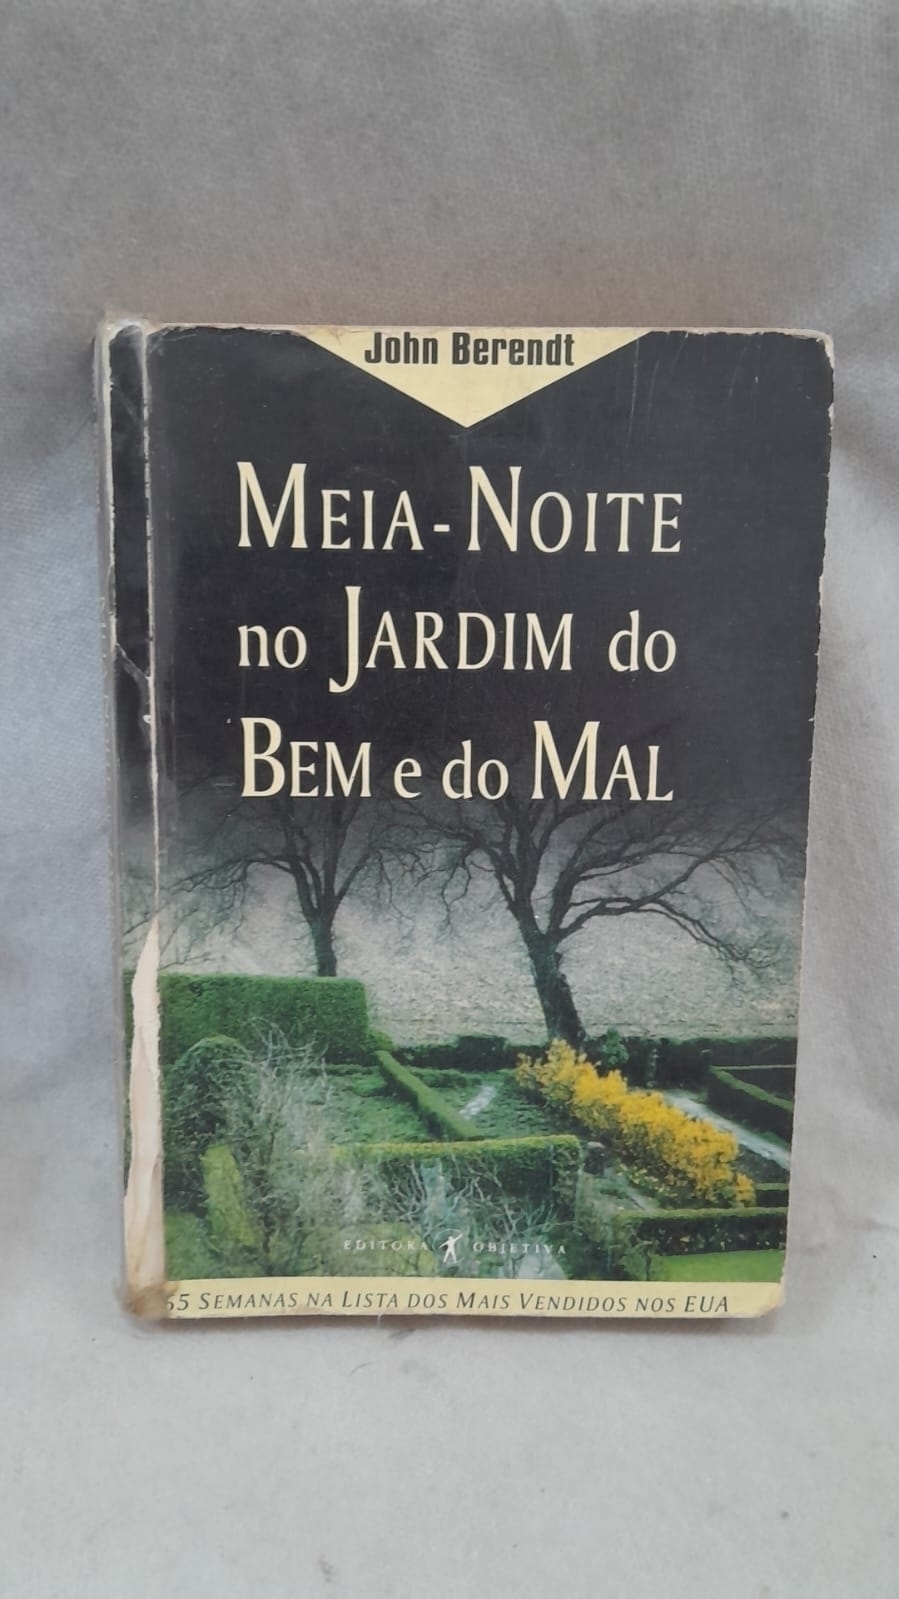 John Berendt
MEIA-NOITE
no JARDIM do
BEM e do MAL
EDITORA OBJETIVA
SEMANAS NA LISTA DOS MAIS VENDIDOS NOS EUA